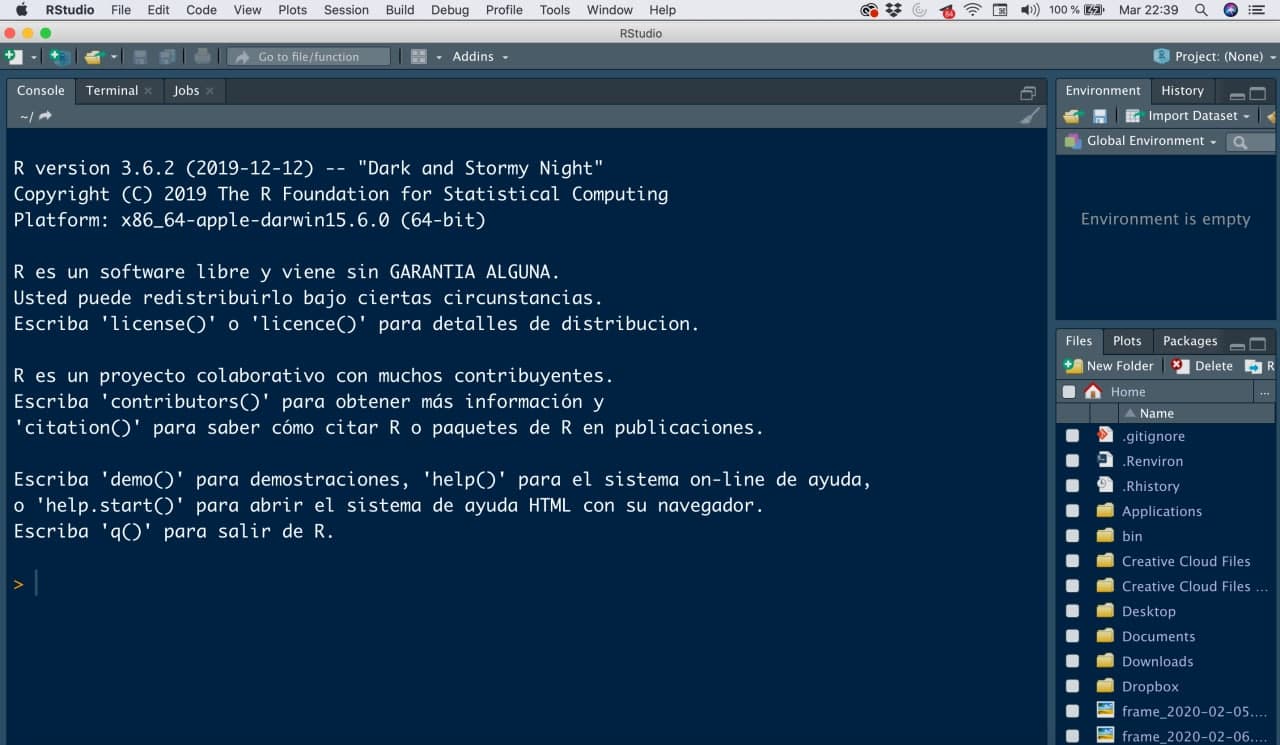 RStudio File Edit Code View Plots Session Build Debug Profile Tools Window Help 100 % Mar 22:39
RStudio
Go to file/function Addins Project: (None)
Console Terminal Jobs
~/
R version 3.6.2 (2019-12-12) -- "Dark and Stormy Night"
Copyright (C) 2019 The R Foundation for Statistical Computing
Platform: x86_64-apple-darwin15.6.0 (64-bit)
R es un software libre y viene sin GARANTIA ALGUNA.
Usted puede redistribuirlo bajo ciertas circunstancias.
Escriba 'license()' o 'licence()' para detalles de distribucion.
R es un proyecto colaborativo con muchos contribuyentes.
Escriba 'contributors()' para obtener más información y
'citation()' para saber cómo citar R o paquetes de R en publicaciones.
Escriba 'demo()' para demostraciones, 'help()' para el sistema on-line de ayuda,
o 'help.start()' para abrir el sistema de ayuda HTML con su navegador.
Escriba 'q()' para salir de R.
>
Environment History
Import Dataset
Global Environment
Environment is empty
Files Plots Packages
New Folder Delete R
Home ...
Name
.gitignore
.Renviron
.Rhistory
Applications
bin
Creative Cloud Files
Creative Cloud Files ...
Desktop
Documents
Downloads
Dropbox
frame_2020-02-05....
frame_2020-02-06....